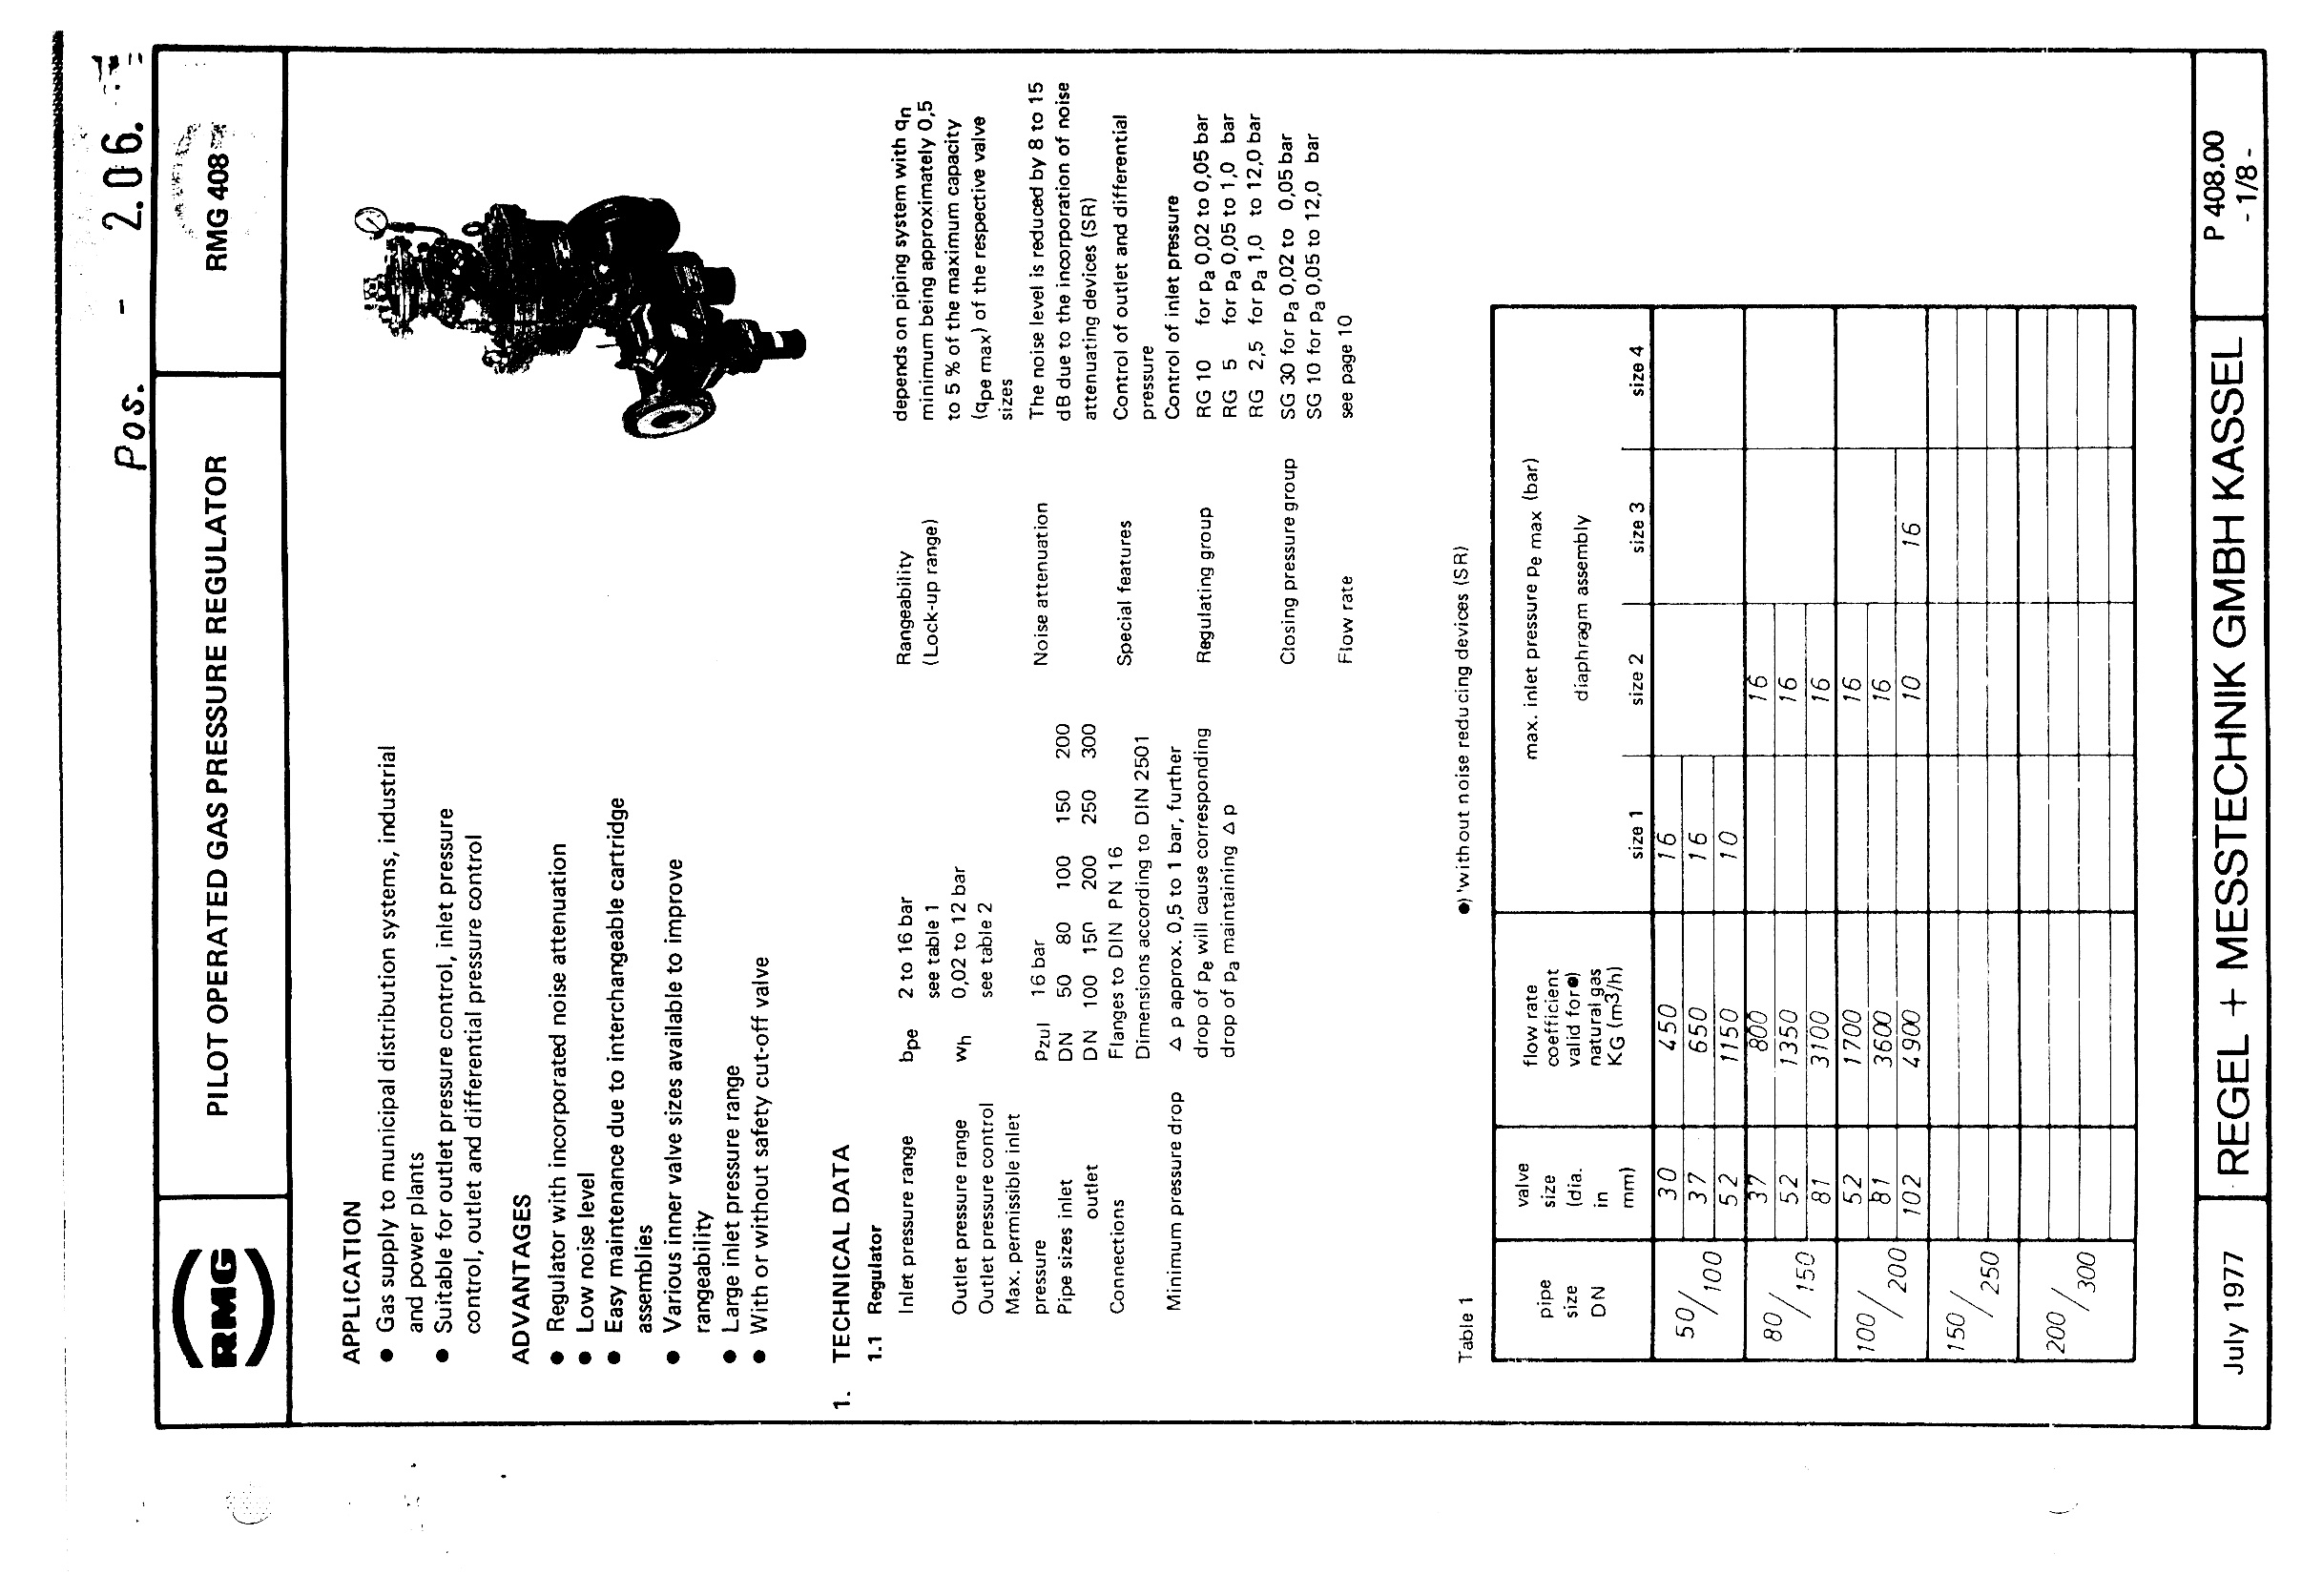 Pos. - 2.06.
RMG
PILOT OPERATED GAS PRESSURE REGULATOR
RMG 408
APPLICATION
● Gas supply to municipal distribution systems, industrial
and power plants
● Suitable for outlet pressure control, inlet pressure
control, outlet and differential pressure control
ADVANTAGES
● Regulator with incorporated noise attenuation
● Low noise level
● Easy maintenance due to interchangeable cartridge
assemblies
● Various inner valve sizes available to improve
rangeability
● Large inlet pressure range
● With or without safety cut-off valve
1. TECHNICAL DATA
1.1 Regulator
Inlet pressure range bpe 2 to 16 bar
see table 1
Outlet pressure range wh 0,02 to 12 bar
Outlet pressure control see table 2
Max. permissible inlet
pressure pzul 16 bar
Pipe sizes inlet DN 50 80 100 150 200
outlet DN 100 150 200 250 300
Connections Flanges to DIN PN 16
Dimensions according to DIN 2501
Minimum pressure drop Δ p approx. 0,5 to 1 bar, further
drop of pe will cause corresponding
drop of pa maintaining Δ p
Rangeability depends on piping system with qn
(Lock-up range) minimum being approximately 0,5
to 5 % of the maximum capacity
(qpe max) of the respective valve
sizes
Noise attenuation The noise level is reduced by 8 to 15
dB due to the incorporation of noise
attenuating devices (SR)
Special features Control of outlet and differential
pressure
Control of inlet pressure
Regulating group RG 10 for pa 0,02 to 0,05 bar
RG 5 for pa 0,05 to 1,0 bar
RG 2,5 for pa 1,0 to 12,0 bar
Closing pressure group SG 30 for pa 0,02 to 0,05 bar
SG 10 for pa 0,05 to 12,0 bar
Flow rate see page 10
Table 1 ●) 'without noise reducing devices (SR)
pipe
size
DN
valve
size
(dia.
in
mm)
flow rate
coefficient
valid for●)
natural gas
KG (m3/h)
max. inlet pressure pe max (bar)
diaphragm assembly
size 1 size 2 size 3 size 4
50/100
30 450 16
37 650 16
52 1150 10
80/150
37 800 16
52 1350 16
81 3100 16
100/200
52 1700 16
81 3600 16
102 4900 10 16
150/250
200/300
July 1977
REGEL + MESSTECHNIK GMBH KASSEL
P 408.00
- 1/8 -